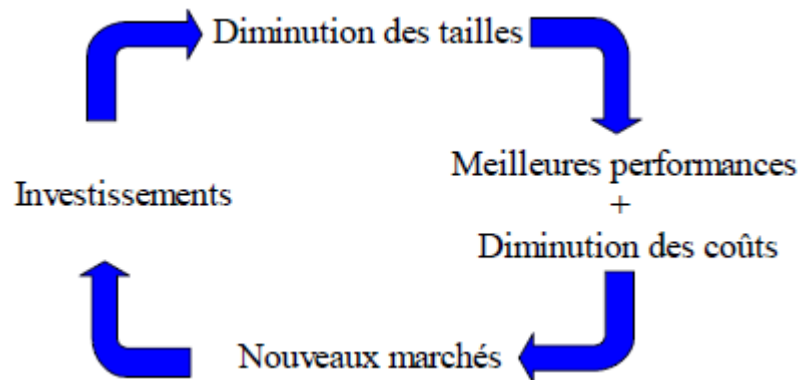 Diminution des tailles
Meilleures performances
+
Diminution des coûts
Nouveaux marchés
Investissements